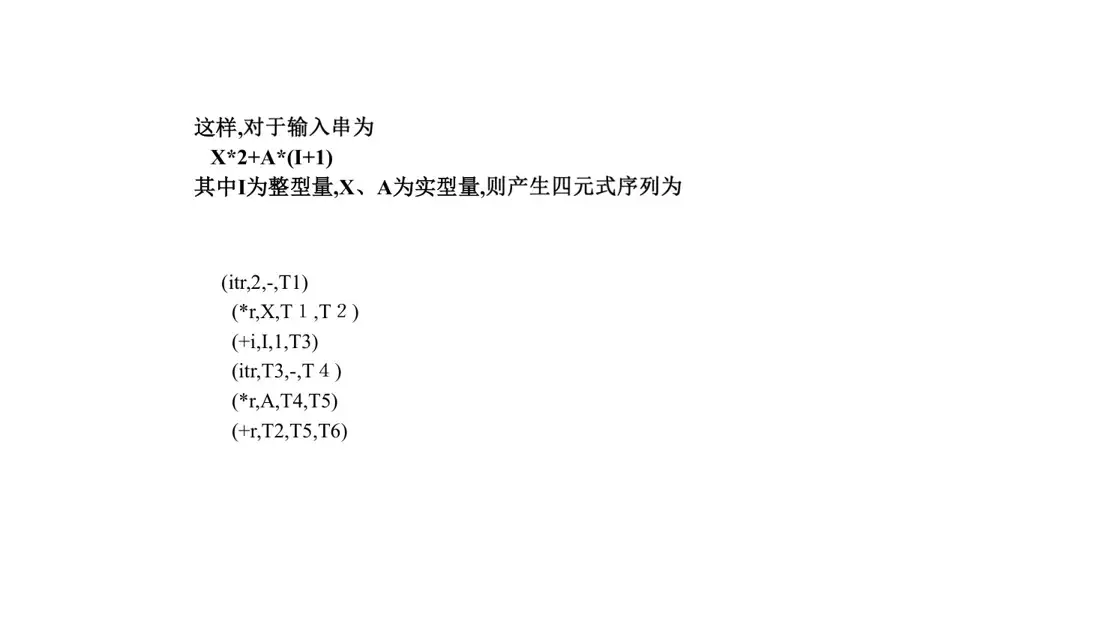 这样,对于输入串为
X*2+A*(I+1)
其中I为整型量,X、A为实型量,则产生四元式序列为
(itr,2,-,T1)
(*r,X,T１,T２)
(+i,I,1,T3)
(itr,T3,-,T４)
(*r,A,T4,T5)
(+r,T2,T5,T6)